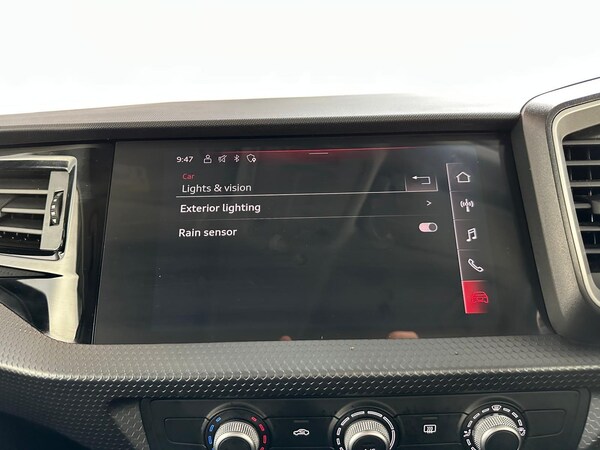 9:47
Car
Lights & vision
Exterior lighting >
Rain sensor